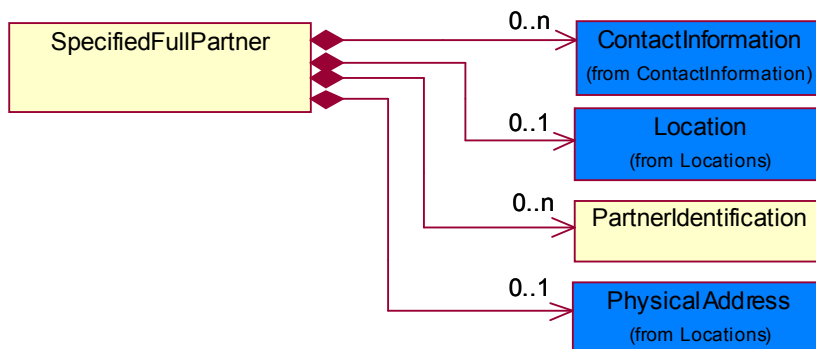 SpecifiedFullPartner
0..n
ContactInformation
(from ContactInformation)
0..1
Location
(from Locations)
0..n
PartnerIdentification
0..1
PhysicalAddress
(from Locations)